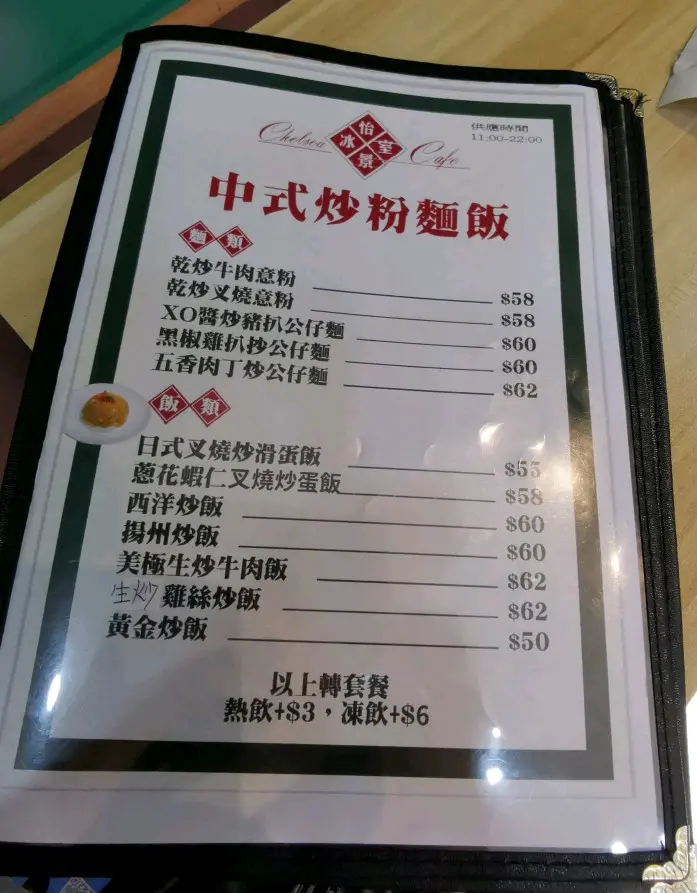 Chelsea Cafe
怡景冰室
供應時間
11:00-22:00
中式炒粉麵飯
麵類
乾炒牛肉意粉 $58
乾炒叉燒意粉 $58
XO醬炒豬扒公仔麵 $60
黑椒雞扒抄公仔麵 $60
五香肉丁炒公仔麵 $62
飯類
日式叉燒炒滑蛋飯 $55
蔥花蝦仁叉燒炒蛋飯 $58
西洋炒飯 $60
揚州炒飯 $60
美極生炒牛肉飯 $62
生炒雞絲炒飯 $62
黃金炒飯 $50
以上轉套餐
熱飲+$3，凍飲+$6